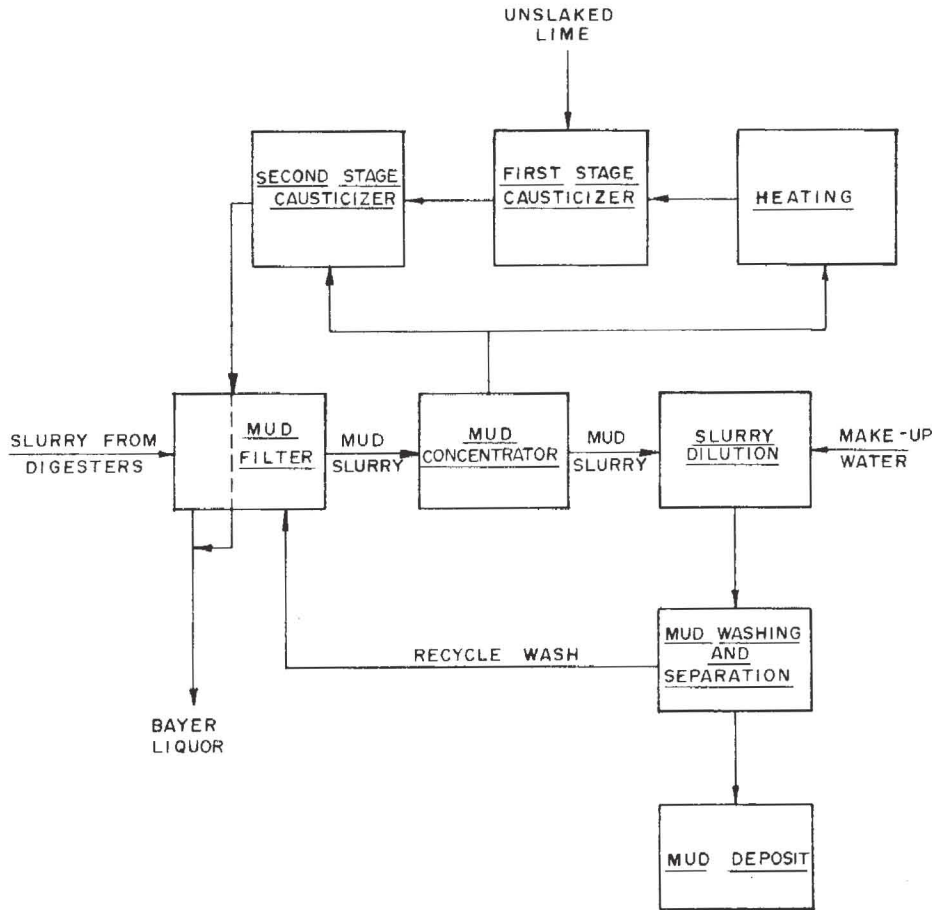 UNSLAKED
LIME
SECOND STAGE
CAUSTICIZER
FIRST STAGE
CAUSTICIZER
HEATING
SLURRY FROM
DIGESTERS
MUD
FILTER
MUD
SLURRY
MUD
CONCENTRATOR
MUD
SLURRY
SLURRY
DILUTION
MAKE-UP
WATER
RECYCLE WASH
MUD WASHING
AND
SEPARATION
BAYER
LIQUOR
MUD DEPOSIT